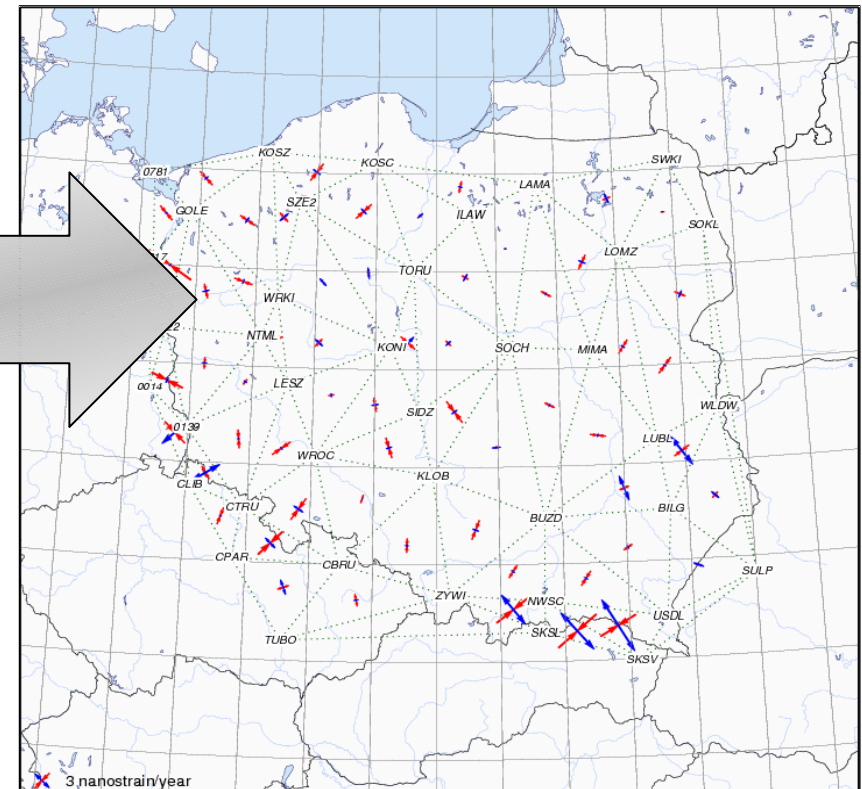 KOSZ
KOSC
SWKI
0781
LAMA
SZE2
GOLE
ILAW
SOKL
LOMZ
17
TORU
WRKI
22
NTML
KONI
SOCH
MIMA
0014
LESZ
SIDZ
WLDW
0139
LUBL
WROC
CLIB
KLOB
CTRU
BILG
BUZD
CPAR
CBRU
SULP
ZYWI
NWSC
USDL
SKSL
TUBO
SKSV
3 nanostrain/year